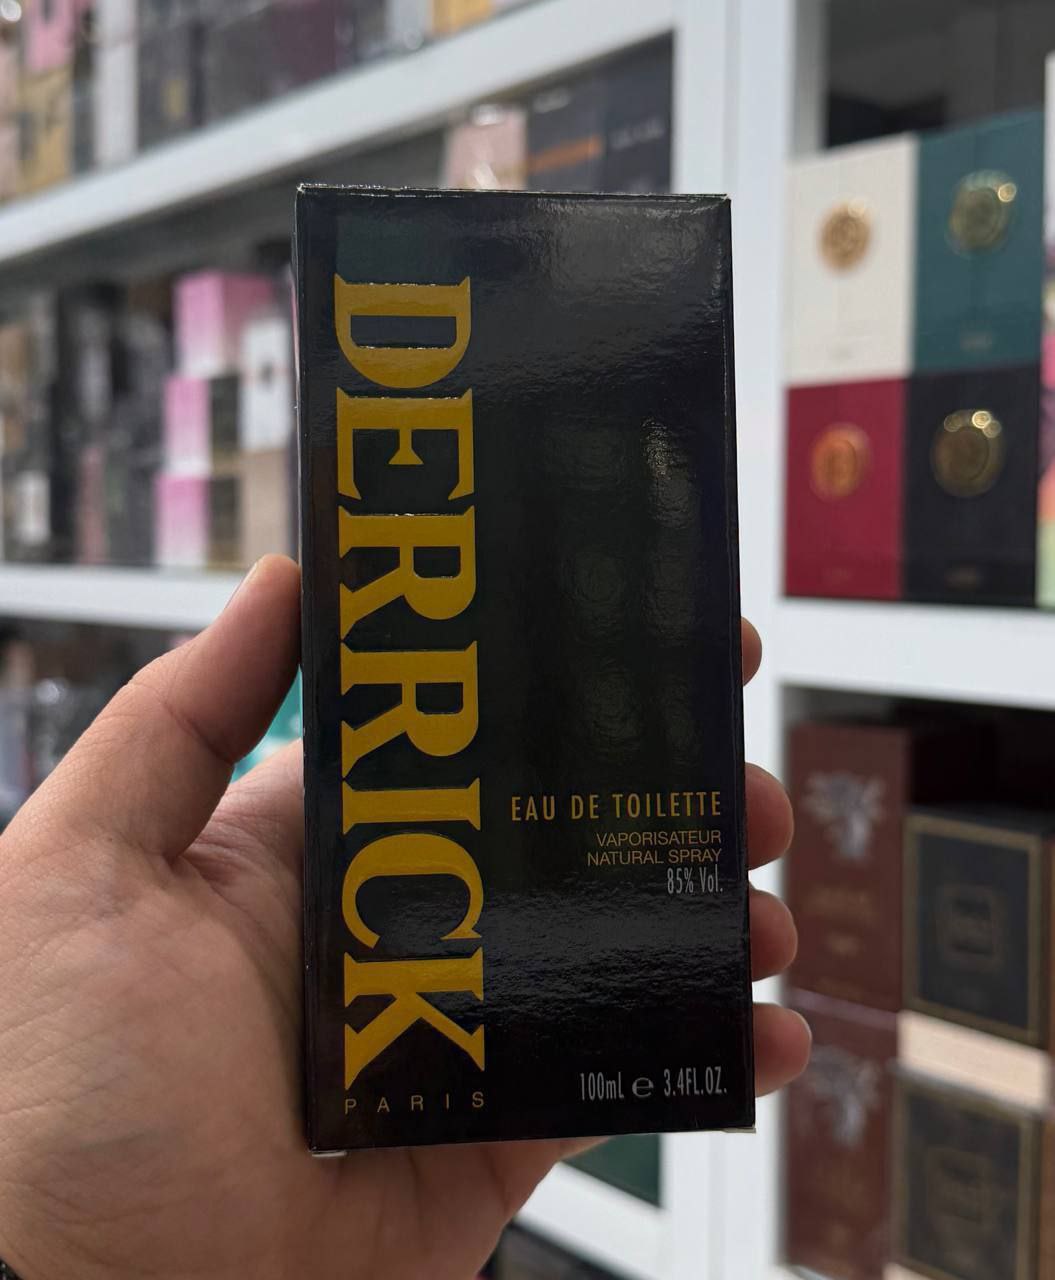 DERRICK
PARIS
EAU DE TOILETTE
VAPORISATEUR
NATURAL SPRAY
85% Vol.
100mL e 3.4FL.OZ.